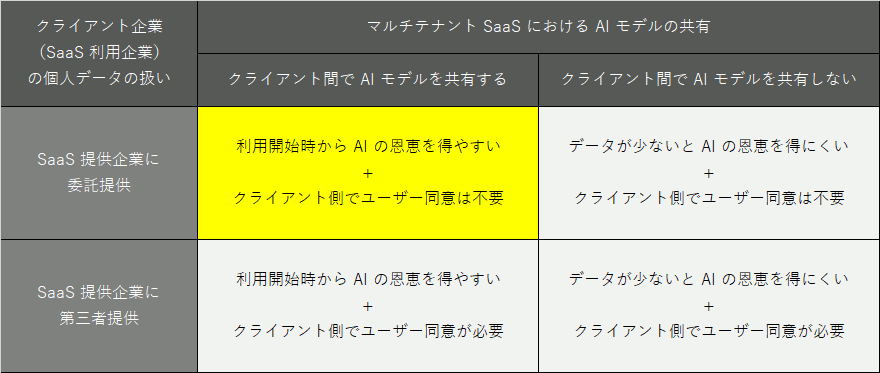 クライアント企業
(SaaS 利用企業)
の個人データの扱い
マルチテナント SaaS における AI モデルの共有
クライアント間で AI モデルを共有する
クライアント間で AI モデルを共有しない
SaaS 提供企業に
委託提供
利用開始時から AI の恩恵を得やすい
+
クライアント側でユーザー同意は不要
データが少ないと AI の恩恵を得にくい
+
クライアント側でユーザー同意は不要
SaaS 提供企業に
第三者提供
利用開始時から AI の恩恵を得やすい
+
クライアント側でユーザー同意が必要
データが少ないと AI の恩恵を得にくい
+
クライアント側でユーザー同意が必要